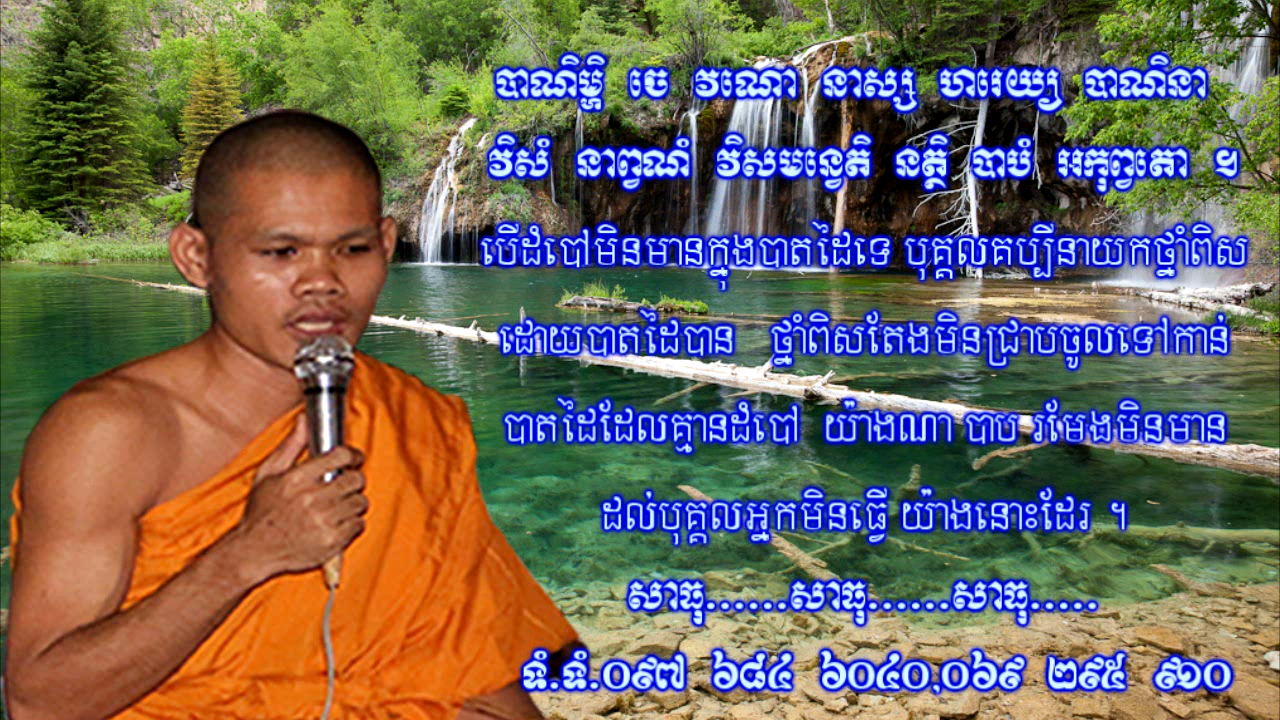 បាណិម្ហិ ចេ វណោ នាស្ស ហរេយ្យ បាណិនា
វិសំ នាព្វណំ វិសមន្វេតិ នត្ថិ បាបំ អកុព្វតោ ។
បើដំបៅមិនមានក្នុងបាតដៃទេ បុគ្គលគប្បីនាយកថ្នាំពិស
ដោយបាតដៃបាន ថ្នាំពិសតែងមិនជ្រាបចូលទៅកាន់
បាតដៃដែលគ្មានដំបៅ យ៉ាងណា បាប រមែងមិនមាន
ដល់បុគ្គលអ្នកមិនធ្វើ យ៉ាងនោះដែរ ។
សាធុ......សាធុ......សាធុ.....
ទំ.ទំ.០៩៧ ៦៨៤ ៦០៤០,០៦៩ ២៩៥ ៩១០